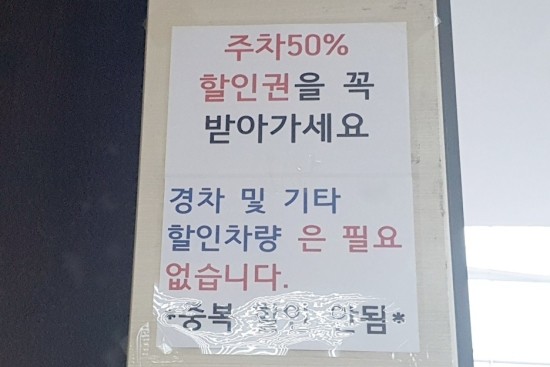 주차50%
할인권을 꼭
받아가세요
경차 및 기타
할인차량 은 필요
없습니다.
*중복 할인 안됨*